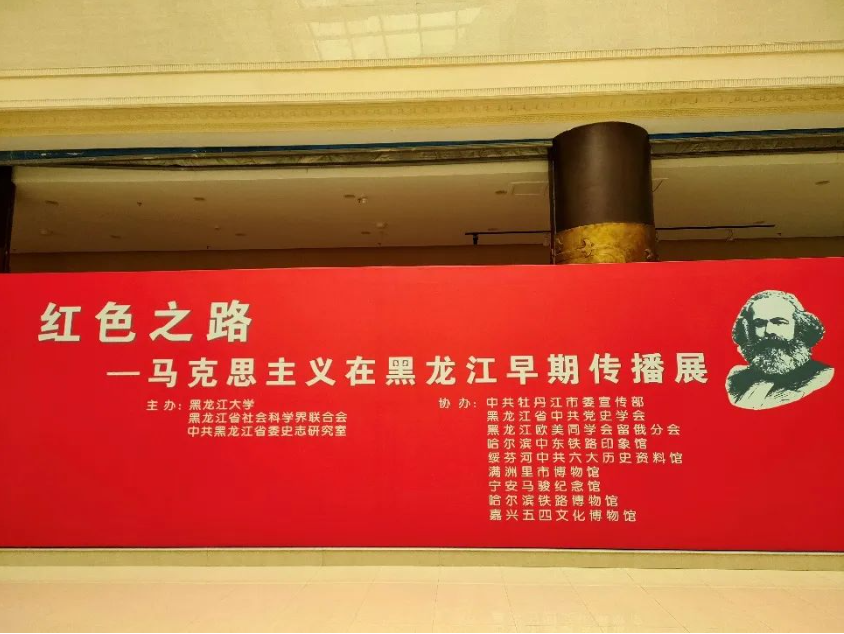 红色之路
—马克思主义在黑龙江早期传播展
主办：黑龙江大学
黑龙江省社会科学界联合会
中共黑龙江省委史志研究室
协办：中共牡丹江市委宣传部
黑龙江省中共党史学会
黑龙江欧美同学会留俄分会
哈尔滨中东铁路印象馆
绥芬河中共六大历史资料馆
满洲里市博物馆
宁安马骏纪念馆
哈尔滨铁路博物馆
嘉兴五四文化博物馆